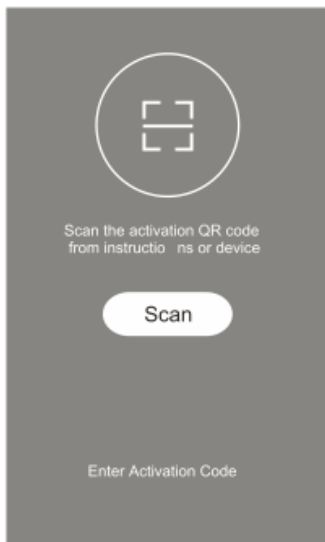 Scan the activation QR code
from instructio ns or device
Scan
Enter Activation Code